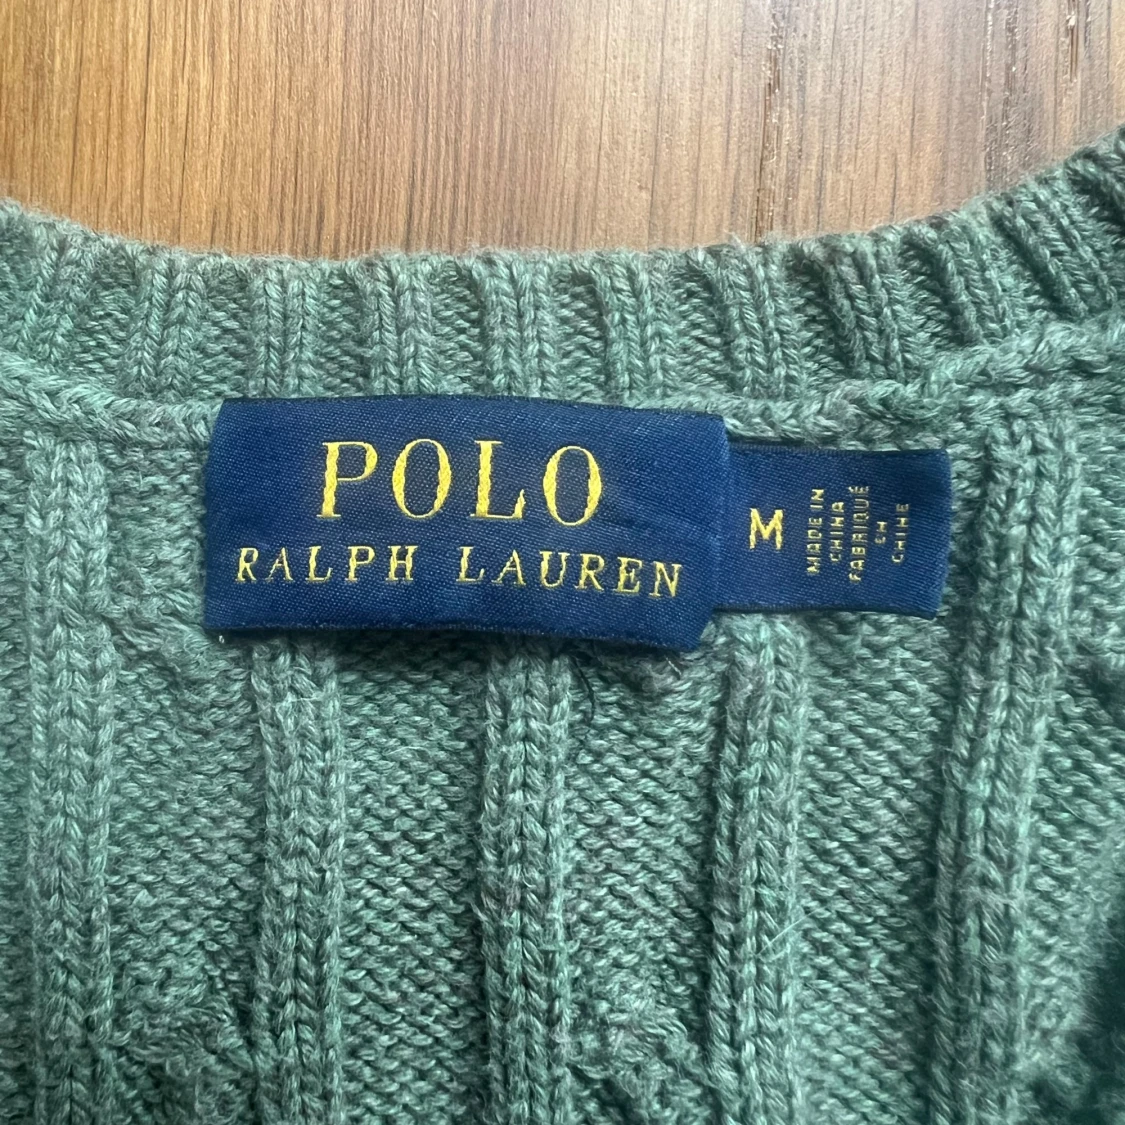 POLO
RALPH LAUREN
M
MADE IN
CHINA
FABRIQUÉ
EN
CHINE